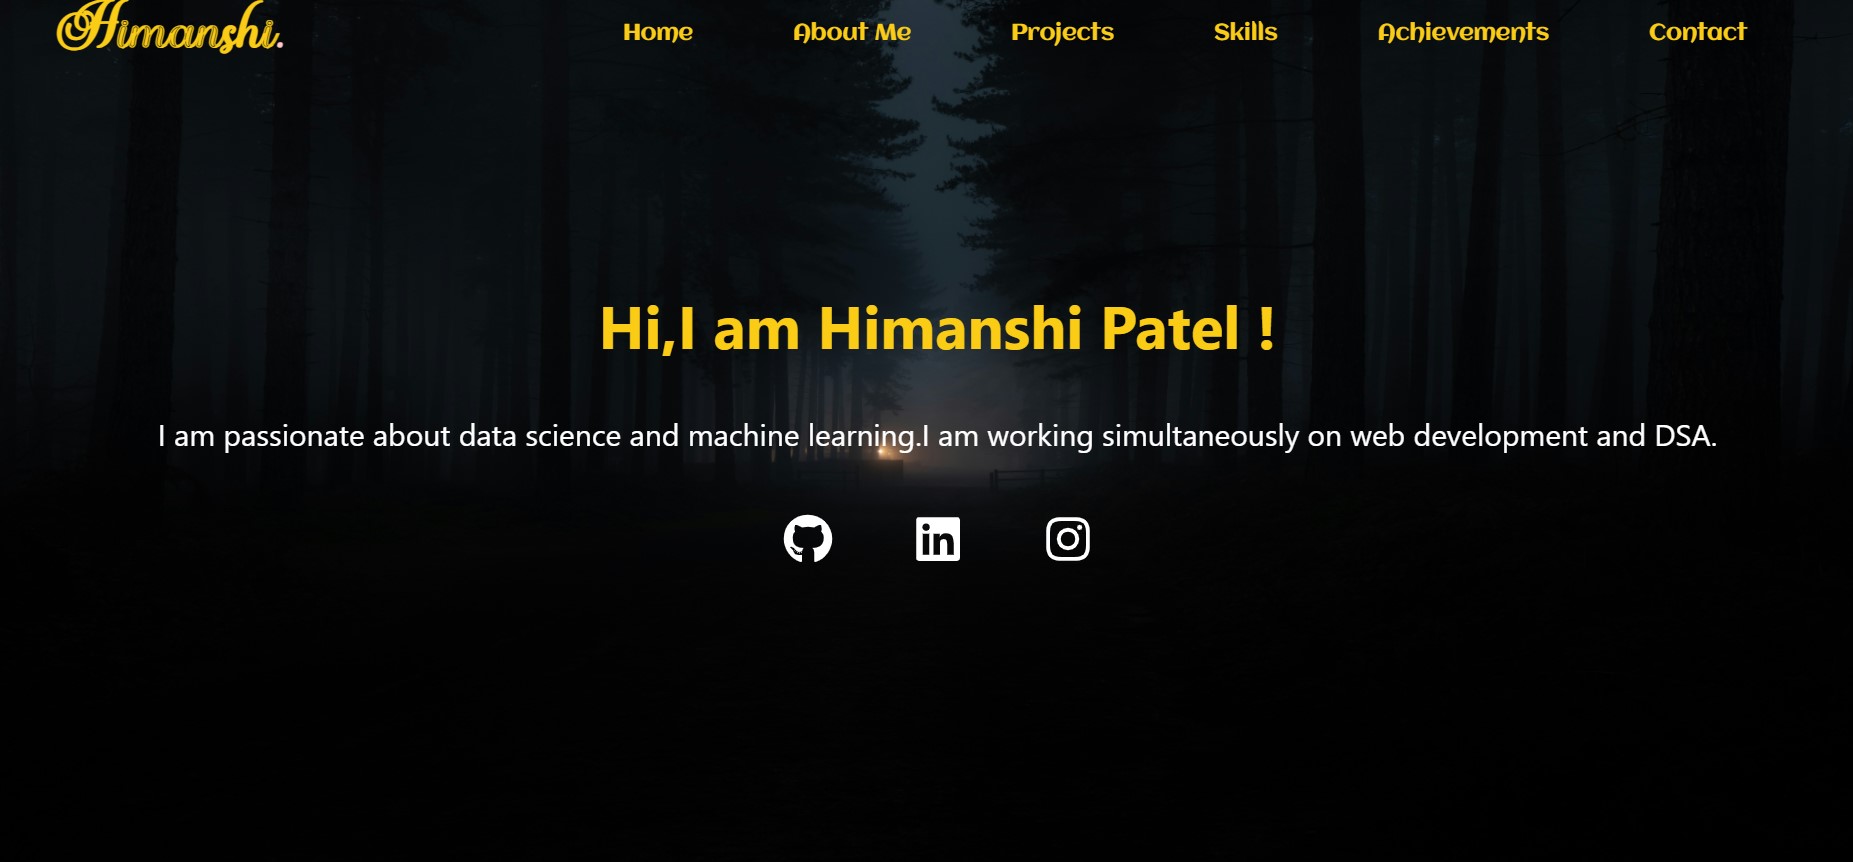 Himanshi. Home About Me Projects Skills Achievements Contact
Hi,I am Himanshi Patel !
I am passionate about data science and machine learning.I am working simultaneously on web development and DSA.
in